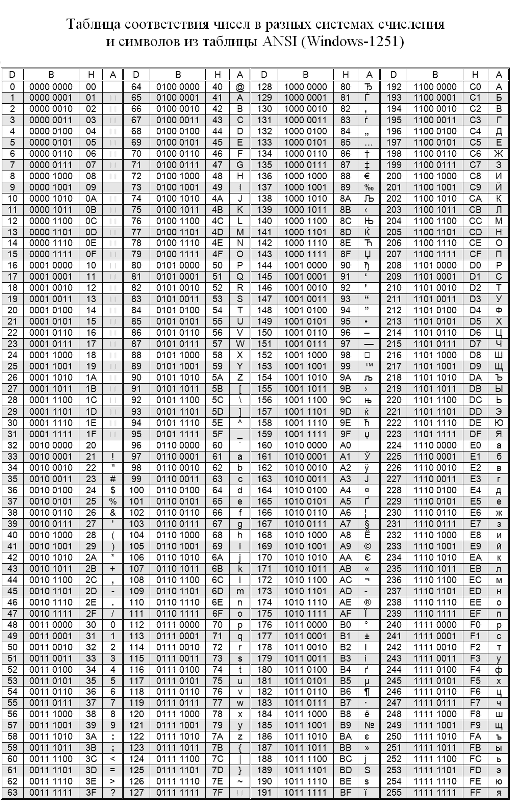 Таблица соответствия чисел в разных системах счисления
и символов из таблицы ANSI (Windows-1251)
D B H A D B H A D B H A D B H A
0 0000 0000 00 64 0100 0000 40 @ 128 1000 0000 80 Ђ 192 1100 0000 C0 А
1 0000 0001 01 65 0100 0001 41 A 129 1000 0001 81 Ѓ 193 1100 0001 C1 Б
2 0000 0010 02 66 0100 0010 42 B 130 1000 0010 82 ‚ 194 1100 0010 C2 В
3 0000 0011 03 67 0100 0011 43 C 131 1000 0011 83 ѓ 195 1100 0011 C3 Г
4 0000 0100 04 68 0100 0100 44 D 132 1000 0100 84 „ 196 1100 0100 C4 Д
5 0000 0101 05 69 0100 0101 45 E 133 1000 0101 85 … 197 1100 0101 C5 Е
6 0000 0110 06 70 0100 0110 46 F 134 1000 0110 86 † 198 1100 0110 C6 Ж
7 0000 0111 07 71 0100 0111 47 G 135 1000 0111 87 ‡ 199 1100 0111 C7 З
8 0000 1000 08 72 0100 1000 48 H 136 1000 1000 88 € 200 1100 1000 C8 И
9 0000 1001 09 73 0100 1001 49 I 137 1000 1001 89 ‰ 201 1100 1001 C9 Й
10 0000 1010 0A 74 0100 1010 4A J 138 1000 1010 8A Љ 202 1100 1010 CA К
11 0000 1011 0B 75 0100 1011 4B K 139 1000 1011 8B ‹ 203 1100 1011 CB Л
12 0000 1100 0C 76 0100 1100 4C L 140 1000 1100 8C Њ 204 1100 1100 CC М
13 0000 1101 0D 77 0100 1101 4D M 141 1000 1101 8D Ќ 205 1100 1101 CD Н
14 0000 1110 0E 78 0100 1110 4E N 142 1000 1110 8E Ћ 206 1100 1110 CE О
15 0000 1111 0F 79 0100 1111 4F O 143 1000 1111 8F Џ 207 1100 1111 CF П
16 0001 0000 10 80 0101 0000 50 P 144 1001 0000 90 ђ 208 1101 0000 D0 Р
17 0001 0001 11 81 0101 0001 51 Q 145 1001 0001 91 ‘ 209 1101 0001 D1 С
18 0001 0010 12 82 0101 0010 52 R 146 1001 0010 92 ’ 210 1101 0010 D2 Т
19 0001 0011 13 83 0101 0011 53 S 147 1001 0011 93 “ 211 1101 0011 D3 У
20 0001 0100 14 84 0101 0100 54 T 148 1001 0100 94 ” 212 1101 0100 D4 Ф
21 0001 0101 15 85 0101 0101 55 U 149 1001 0101 95 • 213 1101 0101 D5 Х
22 0001 0110 16 86 0101 0110 56 V 150 1001 0110 96 – 214 1101 0110 D6 Ц
23 0001 0111 17 87 0101 0111 57 W 151 1001 0111 97 — 215 1101 0111 D7 Ч
24 0001 1000 18 88 0101 1000 58 X 152 1001 1000 98 □ 216 1101 1000 D8 Ш
25 0001 1001 19 89 0101 1001 59 Y 153 1001 1001 99 ™ 217 1101 1001 D9 Щ
26 0001 1010 1A 90 0101 1010 5A Z 154 1001 1010 9A љ 218 1101 1010 DA Ъ
27 0001 1011 1B 91 0101 1011 5B [ 155 1001 1011 9B › 219 1101 1011 DB Ы
28 0001 1100 1C 92 0101 1100 5C \ 156 1001 1100 9C њ 220 1101 1100 DC Ь
29 0001 1101 1D 93 0101 1101 5D ] 157 1001 1101 9D ќ 221 1101 1101 DD Э
30 0001 1110 1E 94 0101 1110 5E ^ 158 1001 1110 9E ћ 222 1101 1110 DE Ю
31 0001 1111 1F 95 0101 1111 5F _ 159 1001 1111 9F џ 223 1101 1111 DF Я
32 0010 0000 20 96 0110 0000 60 ` 160 1010 0000 A0 224 1110 0000 E0 а
33 0010 0001 21 ! 97 0110 0001 61 a 161 1010 0001 A1 Ў 225 1110 0001 E1 б
34 0010 0010 22 " 98 0110 0010 62 b 162 1010 0010 A2 ў 226 1110 0010 E2 в
35 0010 0011 23 # 99 0110 0011 63 c 163 1010 0011 A3 Ј 227 1110 0011 E3 г
36 0010 0100 24 $ 100 0110 0100 64 d 164 1010 0100 A4 ¤ 228 1110 0100 E4 д
37 0010 0101 25 % 101 0110 0101 65 e 165 1010 0101 A5 Ґ 229 1110 0101 E5 е
38 0010 0110 26 & 102 0110 0110 66 f 166 1010 0110 A6 ¦ 230 1110 0110 E6 ж
39 0010 0111 27 ' 103 0110 0111 67 g 167 1010 0111 A7 § 231 1110 0111 E7 з
40 0010 1000 28 ( 104 0110 1000 68 h 168 1010 1000 A8 Ё 232 1110 1000 E8 и
41 0010 1001 29 ) 105 0110 1001 69 i 169 1010 1001 A9 © 233 1110 1001 E9 й
42 0010 1010 2A * 106 0110 1010 6A j 170 1010 1010 AA Є 234 1110 1010 EA к
43 0010 1011 2B + 107 0110 1011 6B k 171 1010 1011 AB « 235 1110 1011 EB л
44 0010 1100 2C , 108 0110 1100 6C l 172 1010 1100 AC ¬ 236 1110 1100 EC м
45 0010 1101 2D - 109 0110 1101 6D m 173 1010 1101 AD - 237 1110 1101 ED н
46 0010 1110 2E . 110 0110 1110 6E n 174 1010 1110 AE ® 238 1110 1110 EE о
47 0010 1111 2F / 111 0110 1111 6F o 175 1010 1111 AF Ї 239 1110 1111 EF п
48 0011 0000 30 0 112 0111 0000 70 p 176 1011 0000 B0 ° 240 1111 0000 F0 р
49 0011 0001 31 1 113 0111 0001 71 q 177 1011 0001 B1 ± 241 1111 0001 F1 с
50 0011 0010 32 2 114 0111 0010 72 r 178 1011 0010 B2 І 242 1111 0010 F2 т
51 0011 0011 33 3 115 0111 0011 73 s 179 1011 0011 B3 і 243 1111 0011 F3 у
52 0011 0100 34 4 116 0111 0100 74 t 180 1011 0100 B4 ґ 244 1111 0100 F4 ф
53 0011 0101 35 5 117 0111 0101 75 u 181 1011 0101 B5 µ 245 1111 0101 F5 х
54 0011 0110 36 6 118 0111 0110 76 v 182 1011 0110 B6 ¶ 246 1111 0110 F6 ц
55 0011 0111 37 7 119 0111 0111 77 w 183 1011 0111 B7 · 247 1111 0111 F7 ч
56 0011 1000 38 8 120 0111 1000 78 x 184 1011 1000 B8 ё 248 1111 1000 F8 ш
57 0011 1001 39 9 121 0111 1001 79 y 185 1011 1001 B9 № 249 1111 1001 F9 щ
58 0011 1010 3A : 122 0111 1010 7A z 186 1011 1010 BA є 250 1111 1010 FA ъ
59 0011 1011 3B ; 123 0111 1011 7B { 187 1011 1011 BB » 251 1111 1011 FB ы
60 0011 1100 3C < 124 0111 1100 7C | 188 1011 1100 BC ј 252 1111 1100 FC ь
61 0011 1101 3D = 125 0111 1101 7D } 189 1011 1101 BD Ѕ 253 1111 1101 FD э
62 0011 1110 3E > 126 0111 1110 7E ~ 190 1011 1110 BE ѕ 254 1111 1110 FE ю
63 0011 1111 3F ? 127 0111 1111 7F 191 1011 1111 BF ї 255 1111 1111 FF я